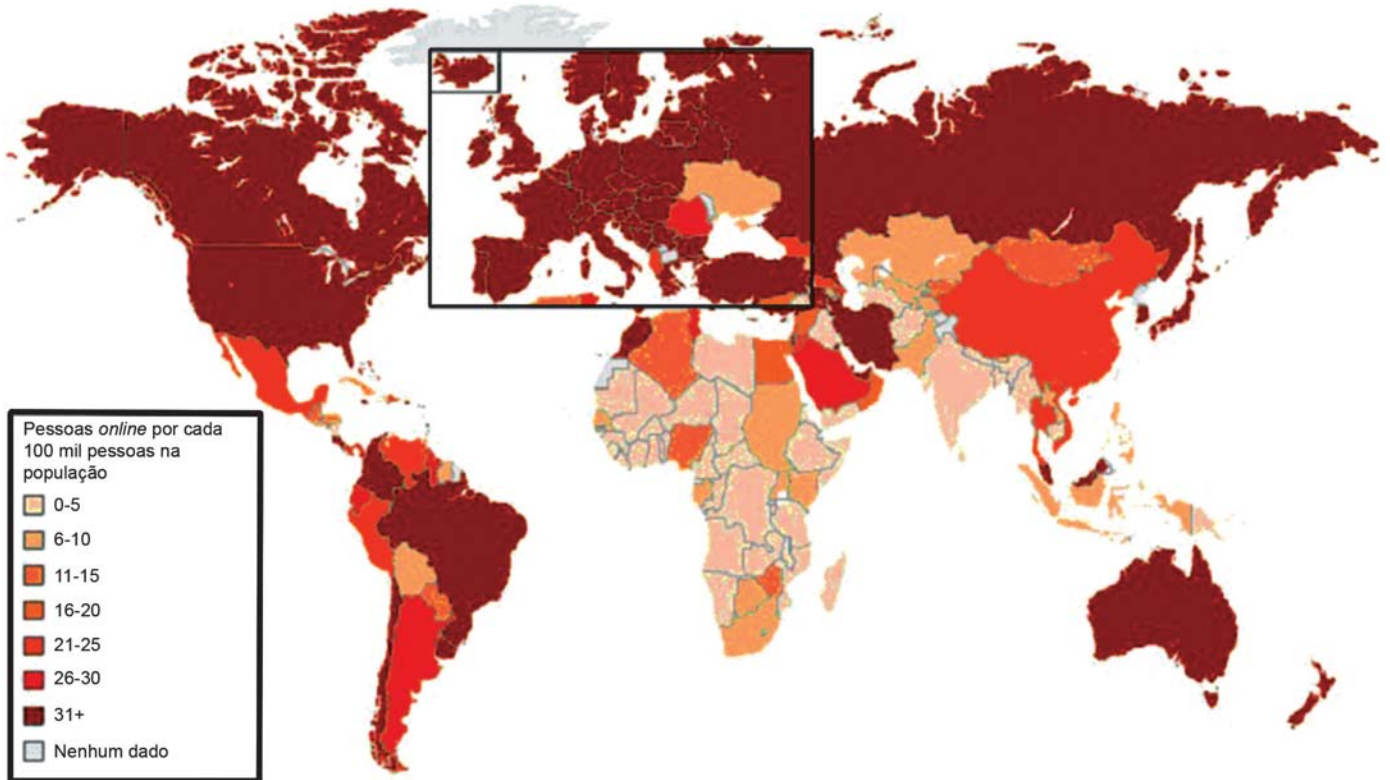 Pessoas online por cada
100 mil pessoas na
população
0-5
6-10
11-15
16-20
21-25
26-30
31+
Nenhum dado